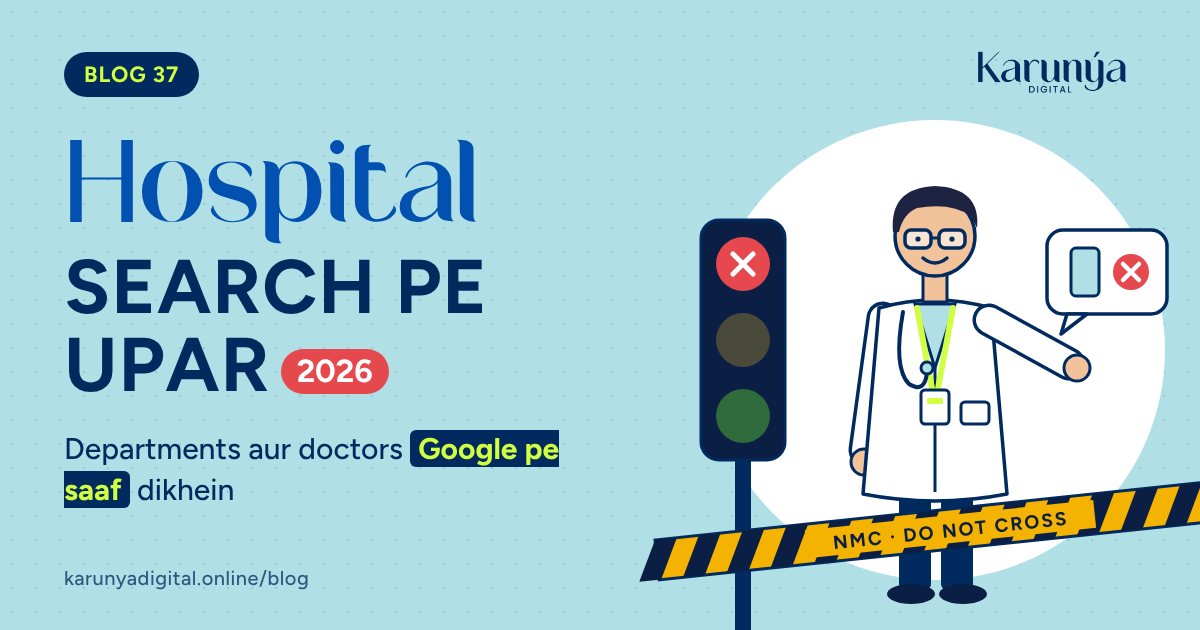 BLOG 37
Karunýa
DIGITAL
Hospital
SEARCH PE
UPAR 2026
Departments aur doctors Google pe
saaf dikhein
NMC · DO NOT CROSS
karunyadigital.online/blog